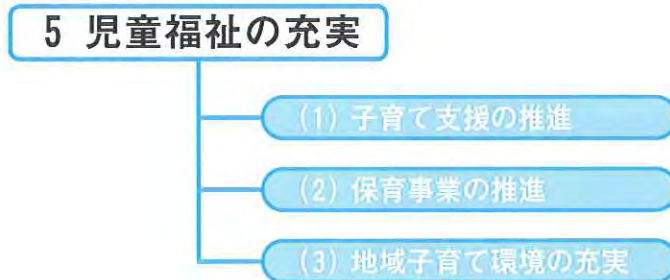 5 児童福祉の充実
(1) 子育て支援の推進
(2) 保育事業の推進
(3) 地域子育て環境の充実